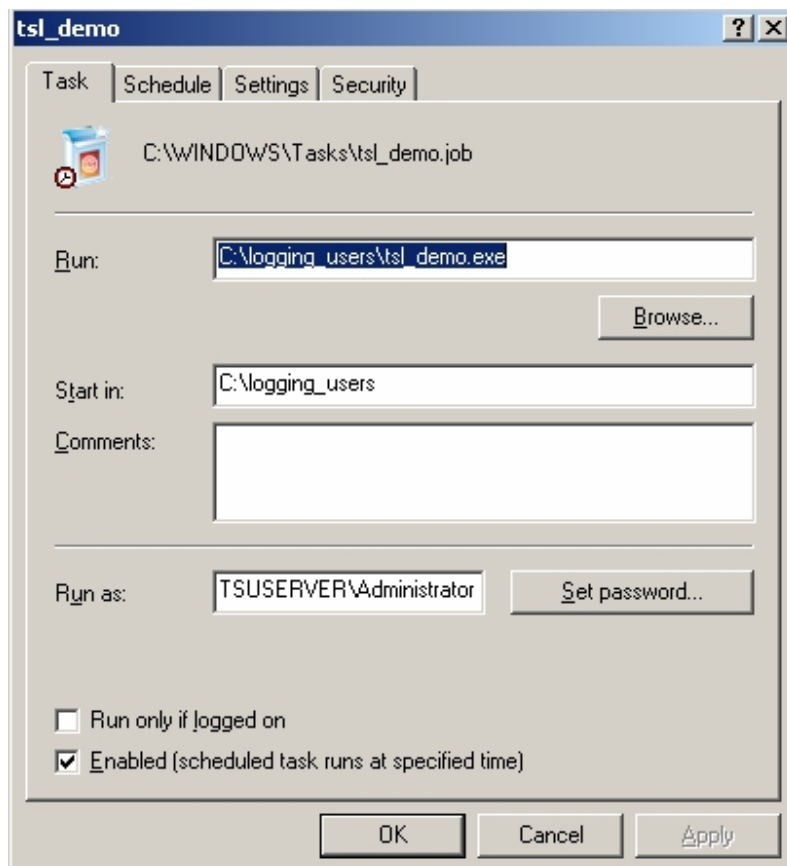 tsl_demo
Task Schedule Settings Security
C:\WINDOWS\Tasks\tsl_demo.job
Run: C:\logging_users\tsl_demo.exe
Browse...
Start in: C:\logging_users
Comments:
Run as: TSUSERVER\Administrator Set password...
Run only if logged on
Enabled (scheduled task runs at specified time)
OK Cancel Apply